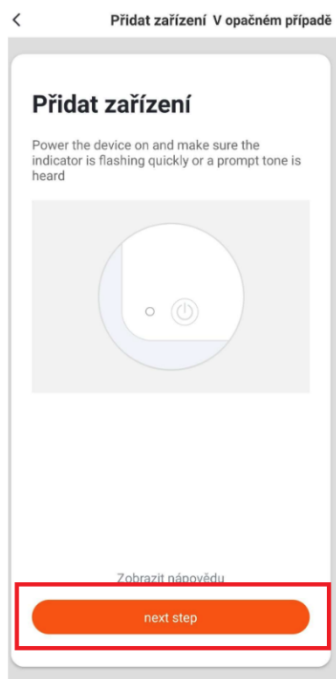 Přidat zařízení V opačném případě
Přidat zařízení
Power the device on and make sure the
indicator is flashing quickly or a prompt tone is
heard
Zobrazit nápovědu
next step